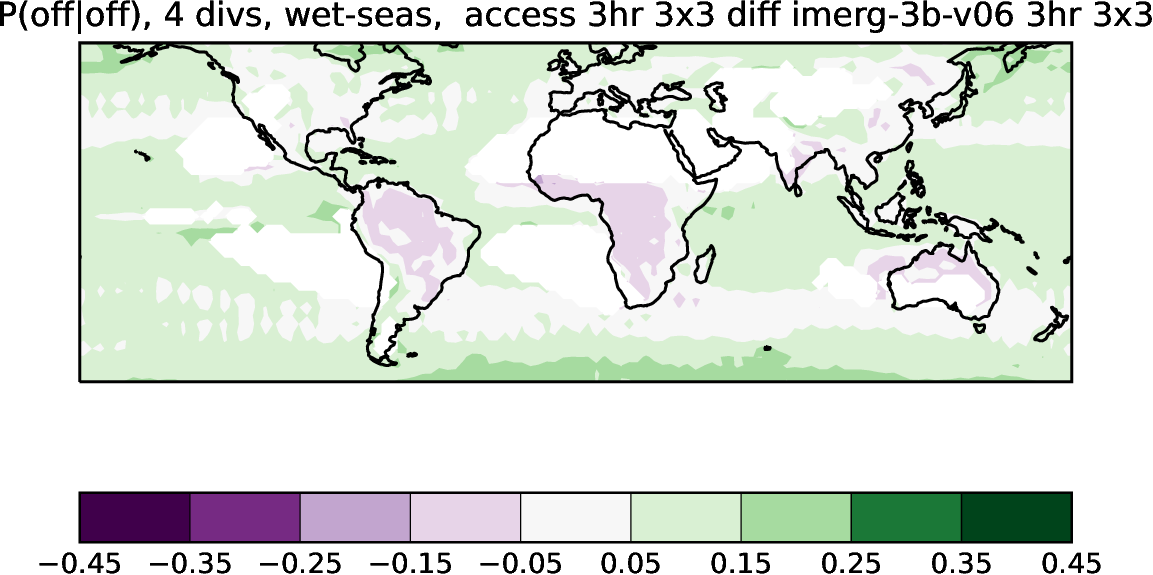 P(off|off), 4 divs, wet-seas, access 3hr 3x3 diff imerg-3b-v06 3hr 3x3
−0.45 −0.35 −0.25 −0.15 −0.05 0.05 0.15 0.25 0.35 0.45